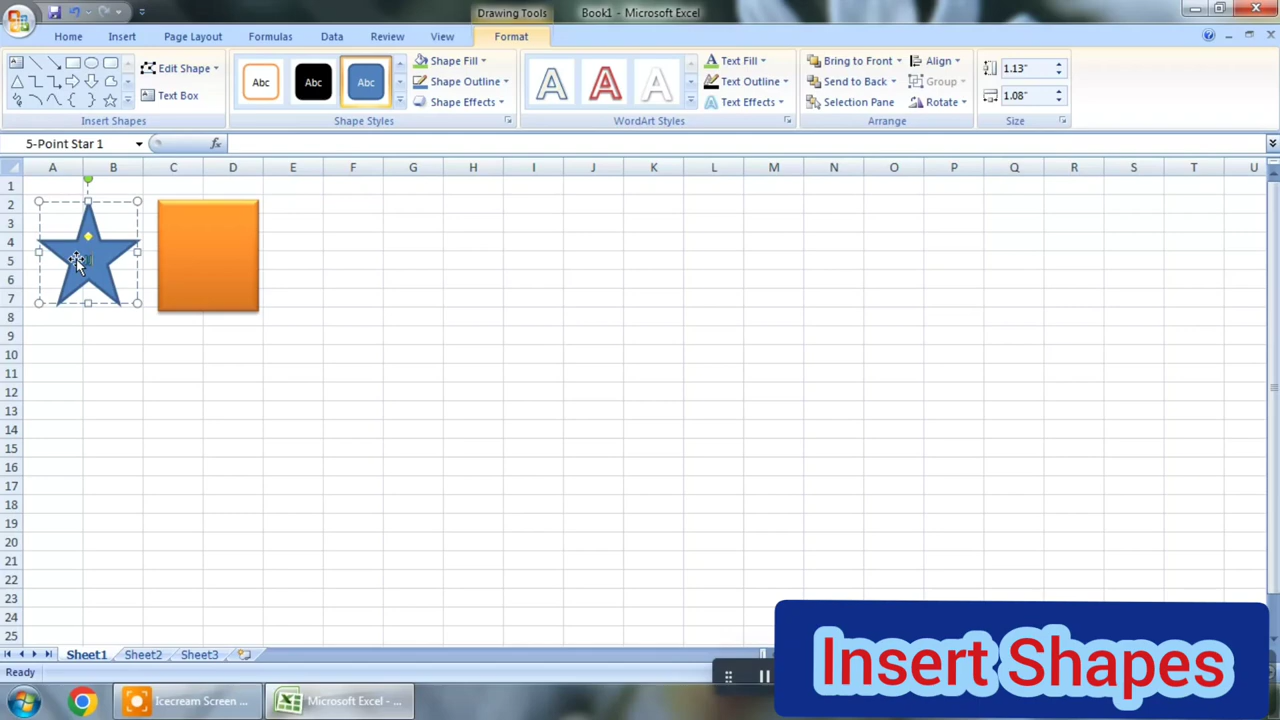 Drawing Tools
Book1 - Microsoft Excel
Home Insert Page Layout Formulas Data Review View Format
Edit Shape
Text Box
Insert Shapes
Abc Abc Abc
Shape Fill
Shape Outline
Shape Effects
Shape Styles
A A A
Text Fill
Text Outline
Text Effects
WordArt Styles
Bring to Front
Send to Back
Selection Pane
Align
Group
Rotate
Arrange
1.13"
1.08"
Size
5-Point Star 1
fx
A B C D E F G H I J K L M N O P Q R S T U
1
2
3
4
5
6
7
8
9
10
11
12
13
14
15
16
17
18
19
20
21
22
23
24
25
Sheet1 Sheet2 Sheet3
Ready
Insert Shapes
Icecream Screen ...
Microsoft Excel - ...